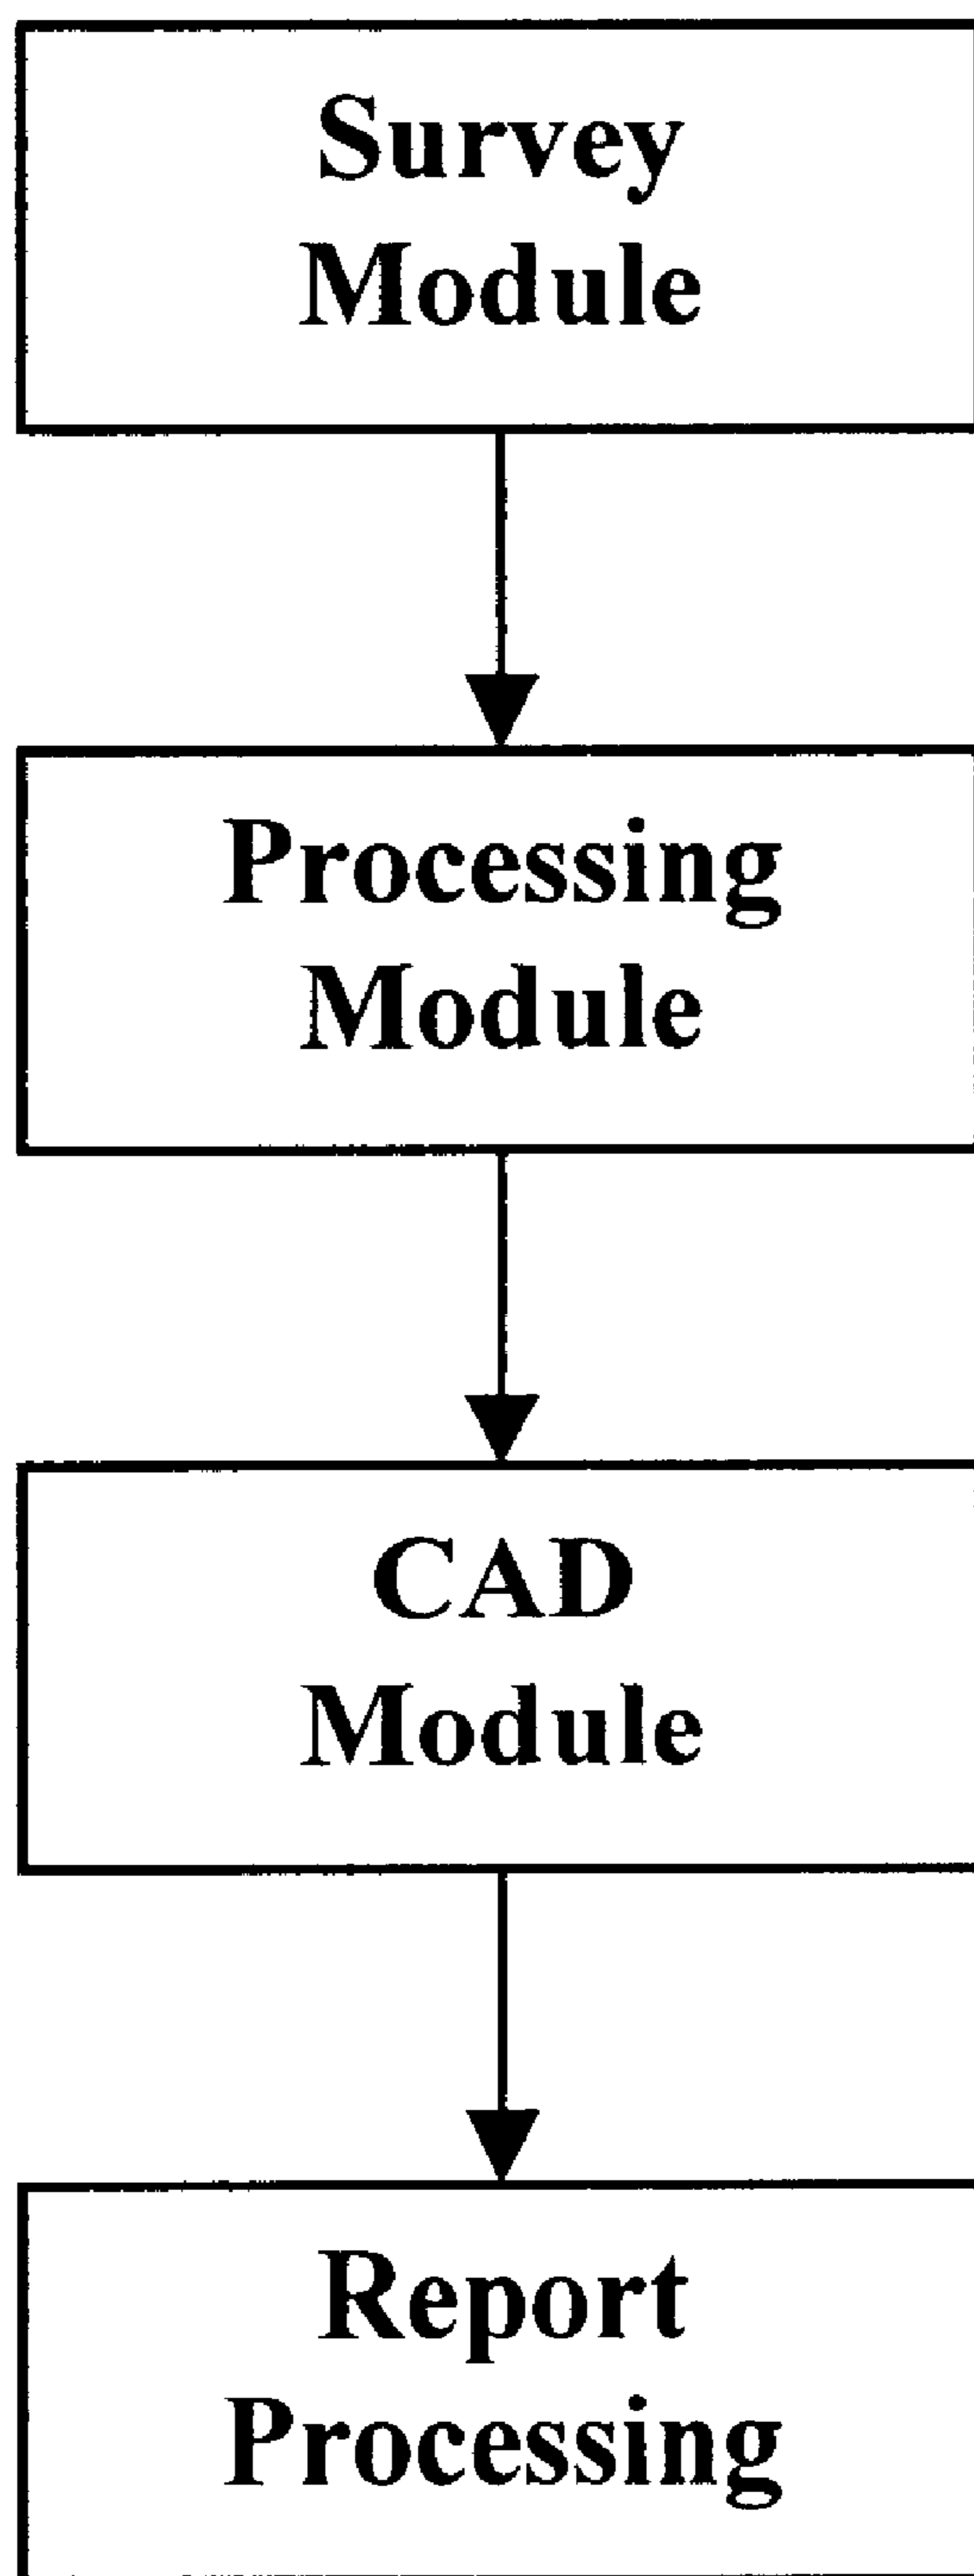 Survey
Module
Processing
Module
CAD
Module
Report
Processing